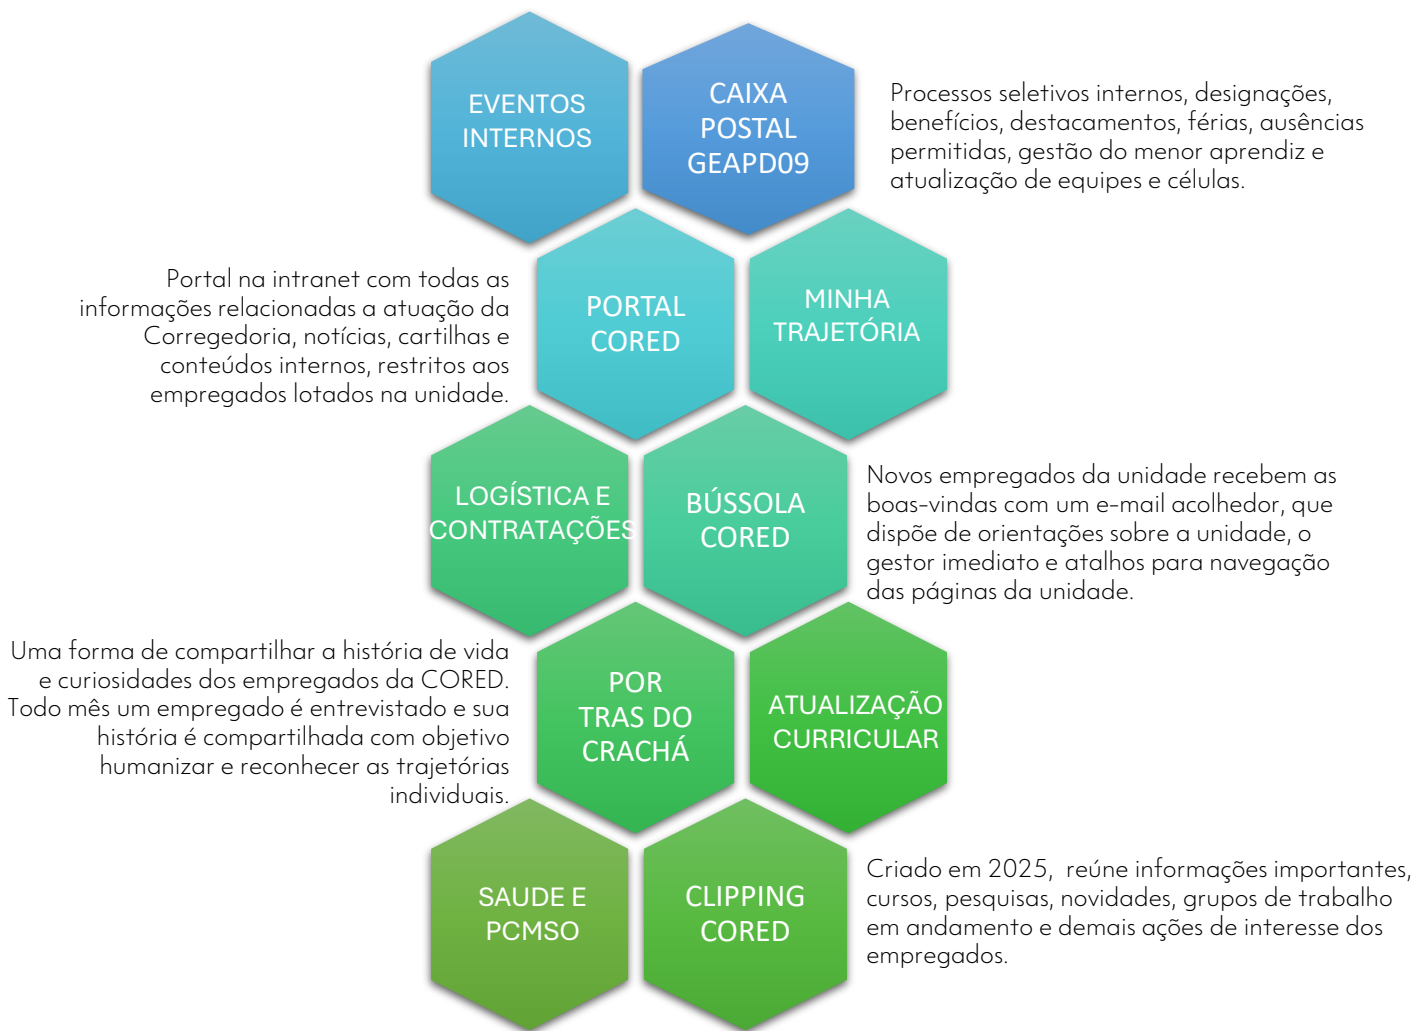 EVENTOS
INTERNOS
CAIXA
POSTAL
GEAPD09
Processos seletivos internos, designações,
benefícios, destacamentos, férias, ausências
permitidas, gestão do menor aprendiz e
atualização de equipes e células.
Portal na intranet com todas as
informações relacionadas a atuação da
Corregedoria, notícias, cartilhas e
conteúdos internos, restritos aos
empregados lotados na unidade.
PORTAL
CORED
MINHA
TRAJETÓRIA
LOGÍSTICA E
CONTRATAÇÕES
BÚSSOLA
CORED
Novos empregados da unidade recebem as
boas-vindas com um e-mail acolhedor, que
dispõe de orientações sobre a unidade, o
gestor imediato e atalhos para navegação
das páginas da unidade.
Uma forma de compartilhar a história de vida
e curiosidades dos empregados da CORED.
Todo mês um empregado é entrevistado e sua
história é compartilhada com objetivo
humanizar e reconhecer as trajetórias
individuais.
POR
TRAS DO
CRACHÁ
ATUALIZAÇÃO
CURRICULAR
SAUDE E
PCMSO
CLIPPING
CORED
Criado em 2025,  reúne informações importantes,
cursos, pesquisas, novidades, grupos de trabalho
em andamento e demais ações de interesse dos
empregados.